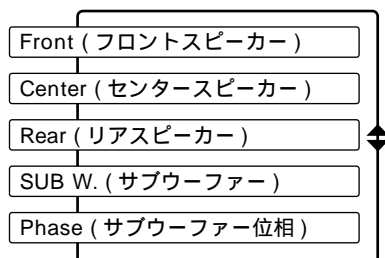 Front ( フロントスピーカー )
Center ( センタースピーカー )
Rear ( リアスピーカー )
SUB W. ( サブウーファー )
Phase ( サブウーファー位相 )